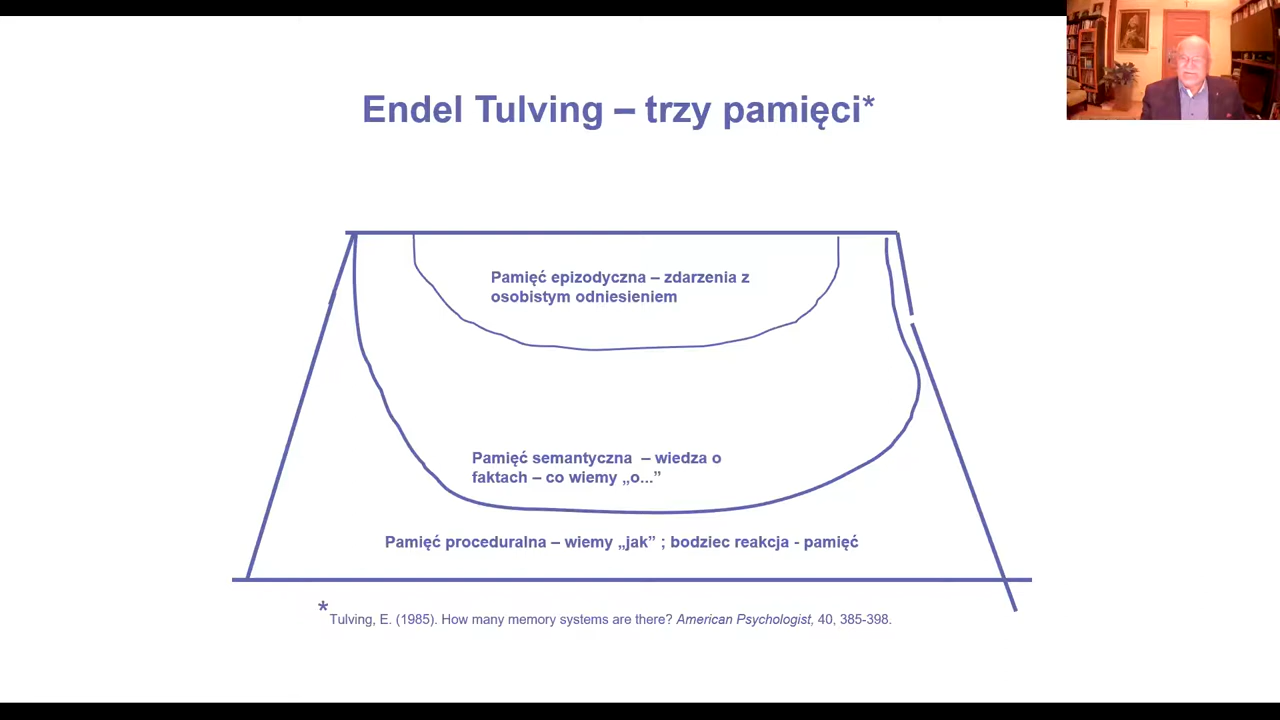 Endel Tulving – trzy pamięci*
Pamięć epizodyczna – zdarzenia z
osobistym odniesieniem
Pamięć semantyczna – wiedza o
faktach – co wiemy „o...”
Pamięć proceduralna – wiemy „jak” ; bodziec reakcja - pamięć
*Tulving, E. (1985). How many memory systems are there? American Psychologist, 40, 385-398.